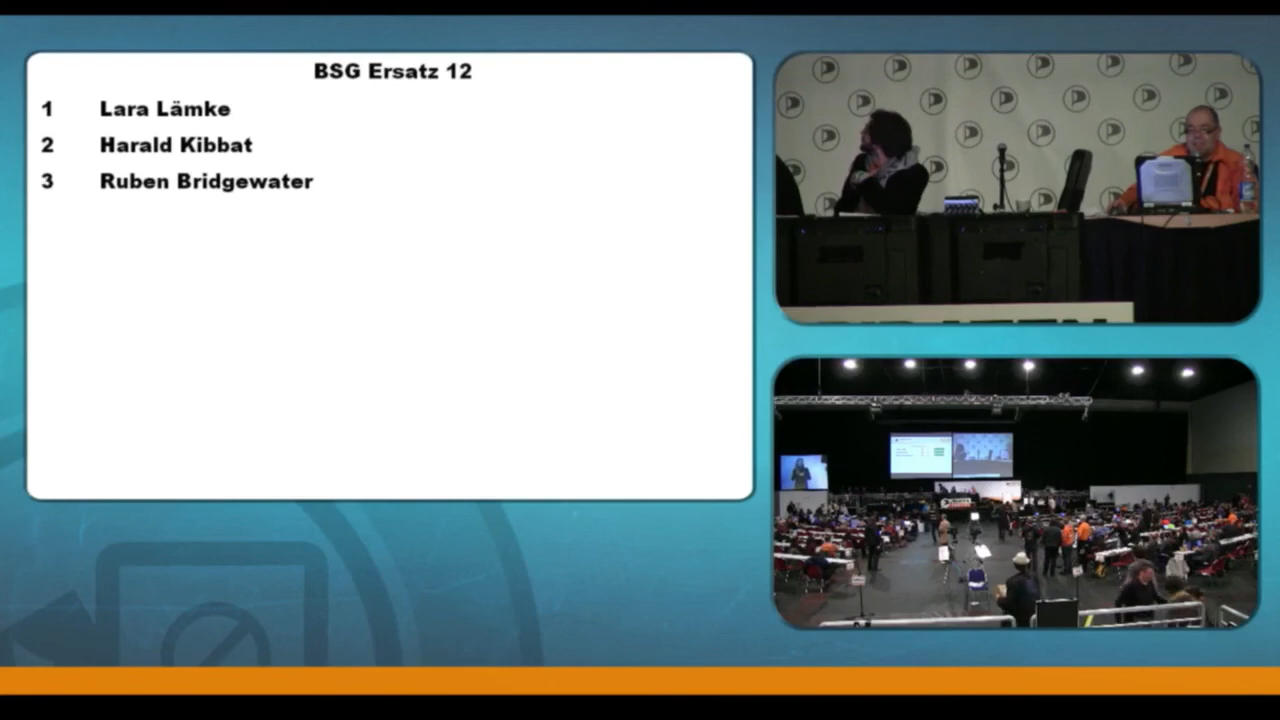 BSG Ersatz 12
1 Lara Lämke
2 Harald Kibbat
3 Ruben Bridgewater